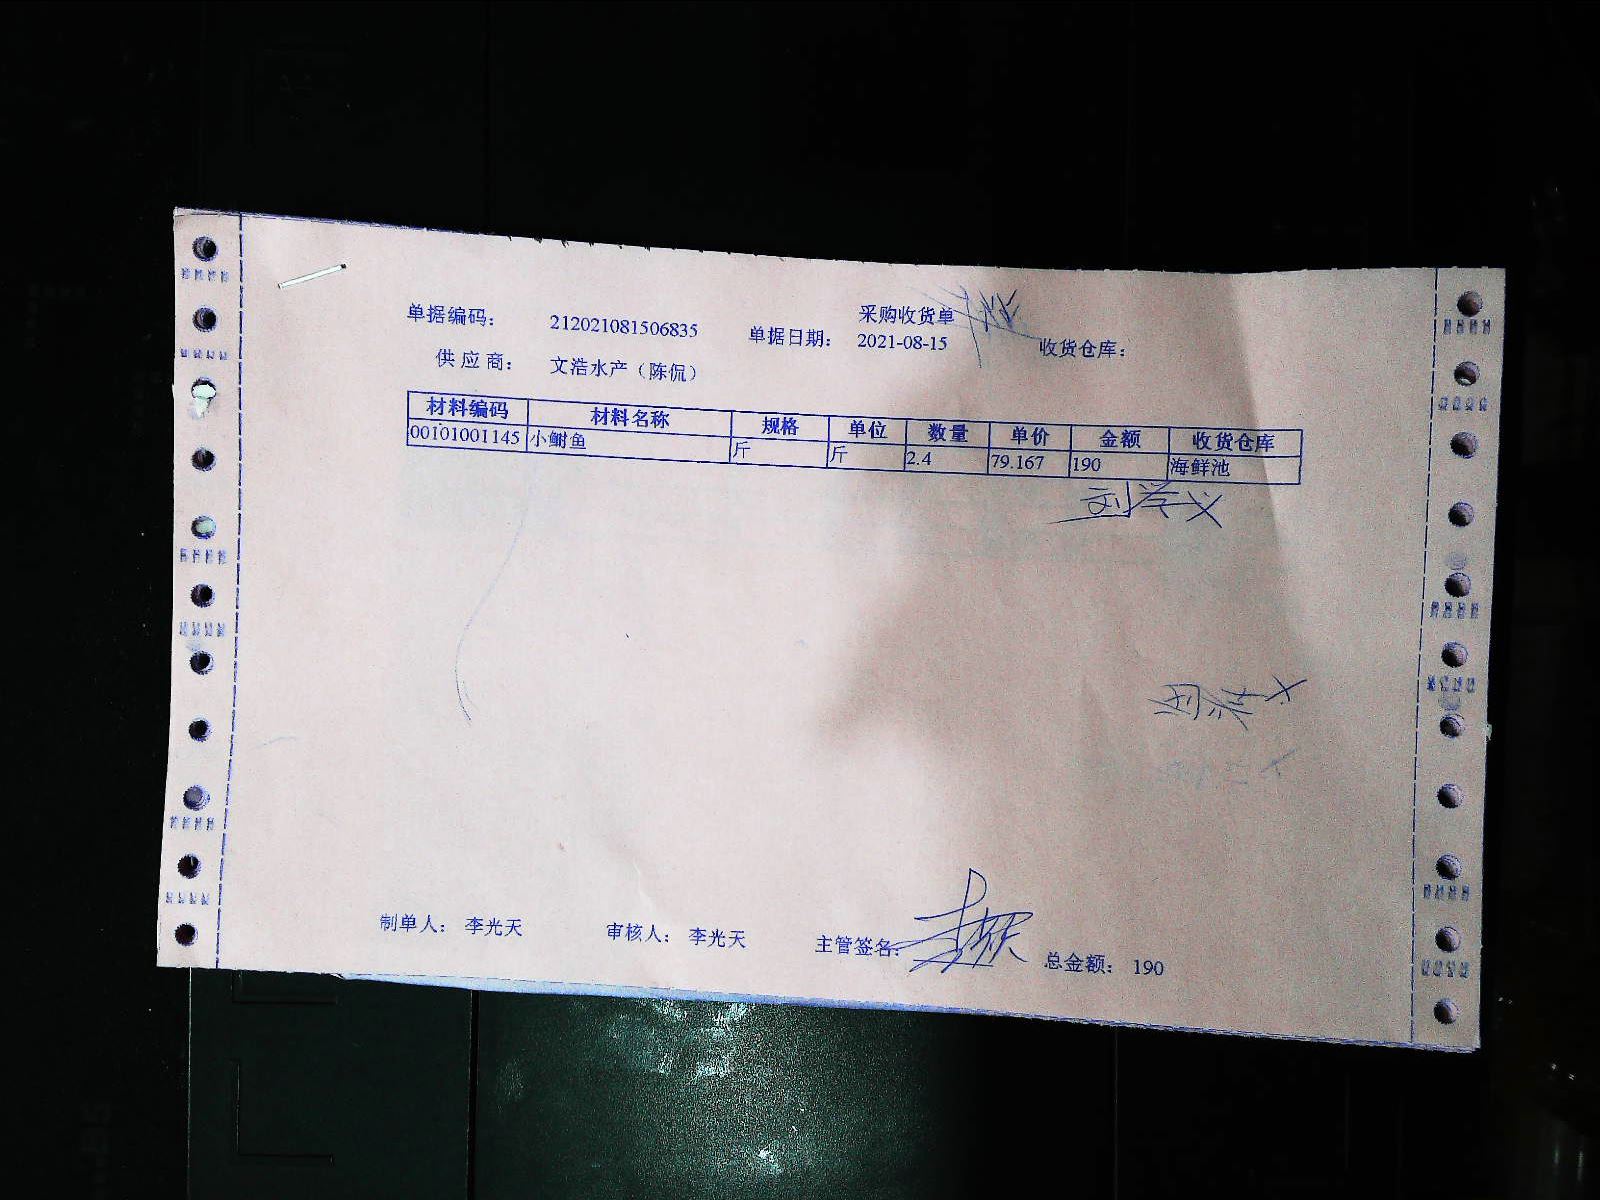 采购收货单
单据编码： 212021081506835 单据日期： 2021-08-15 收货仓库：
供应商： 文浩水产（陈侃）
材料编码 材料名称 规格 单位 数量 单价 金额 收货仓库
00101001145 小鲥鱼 斤 斤 2.4 79.167 190 海鲜池
刘学义
制单人： 李光天 审核人： 李光天 主管签名： 总金额： 190